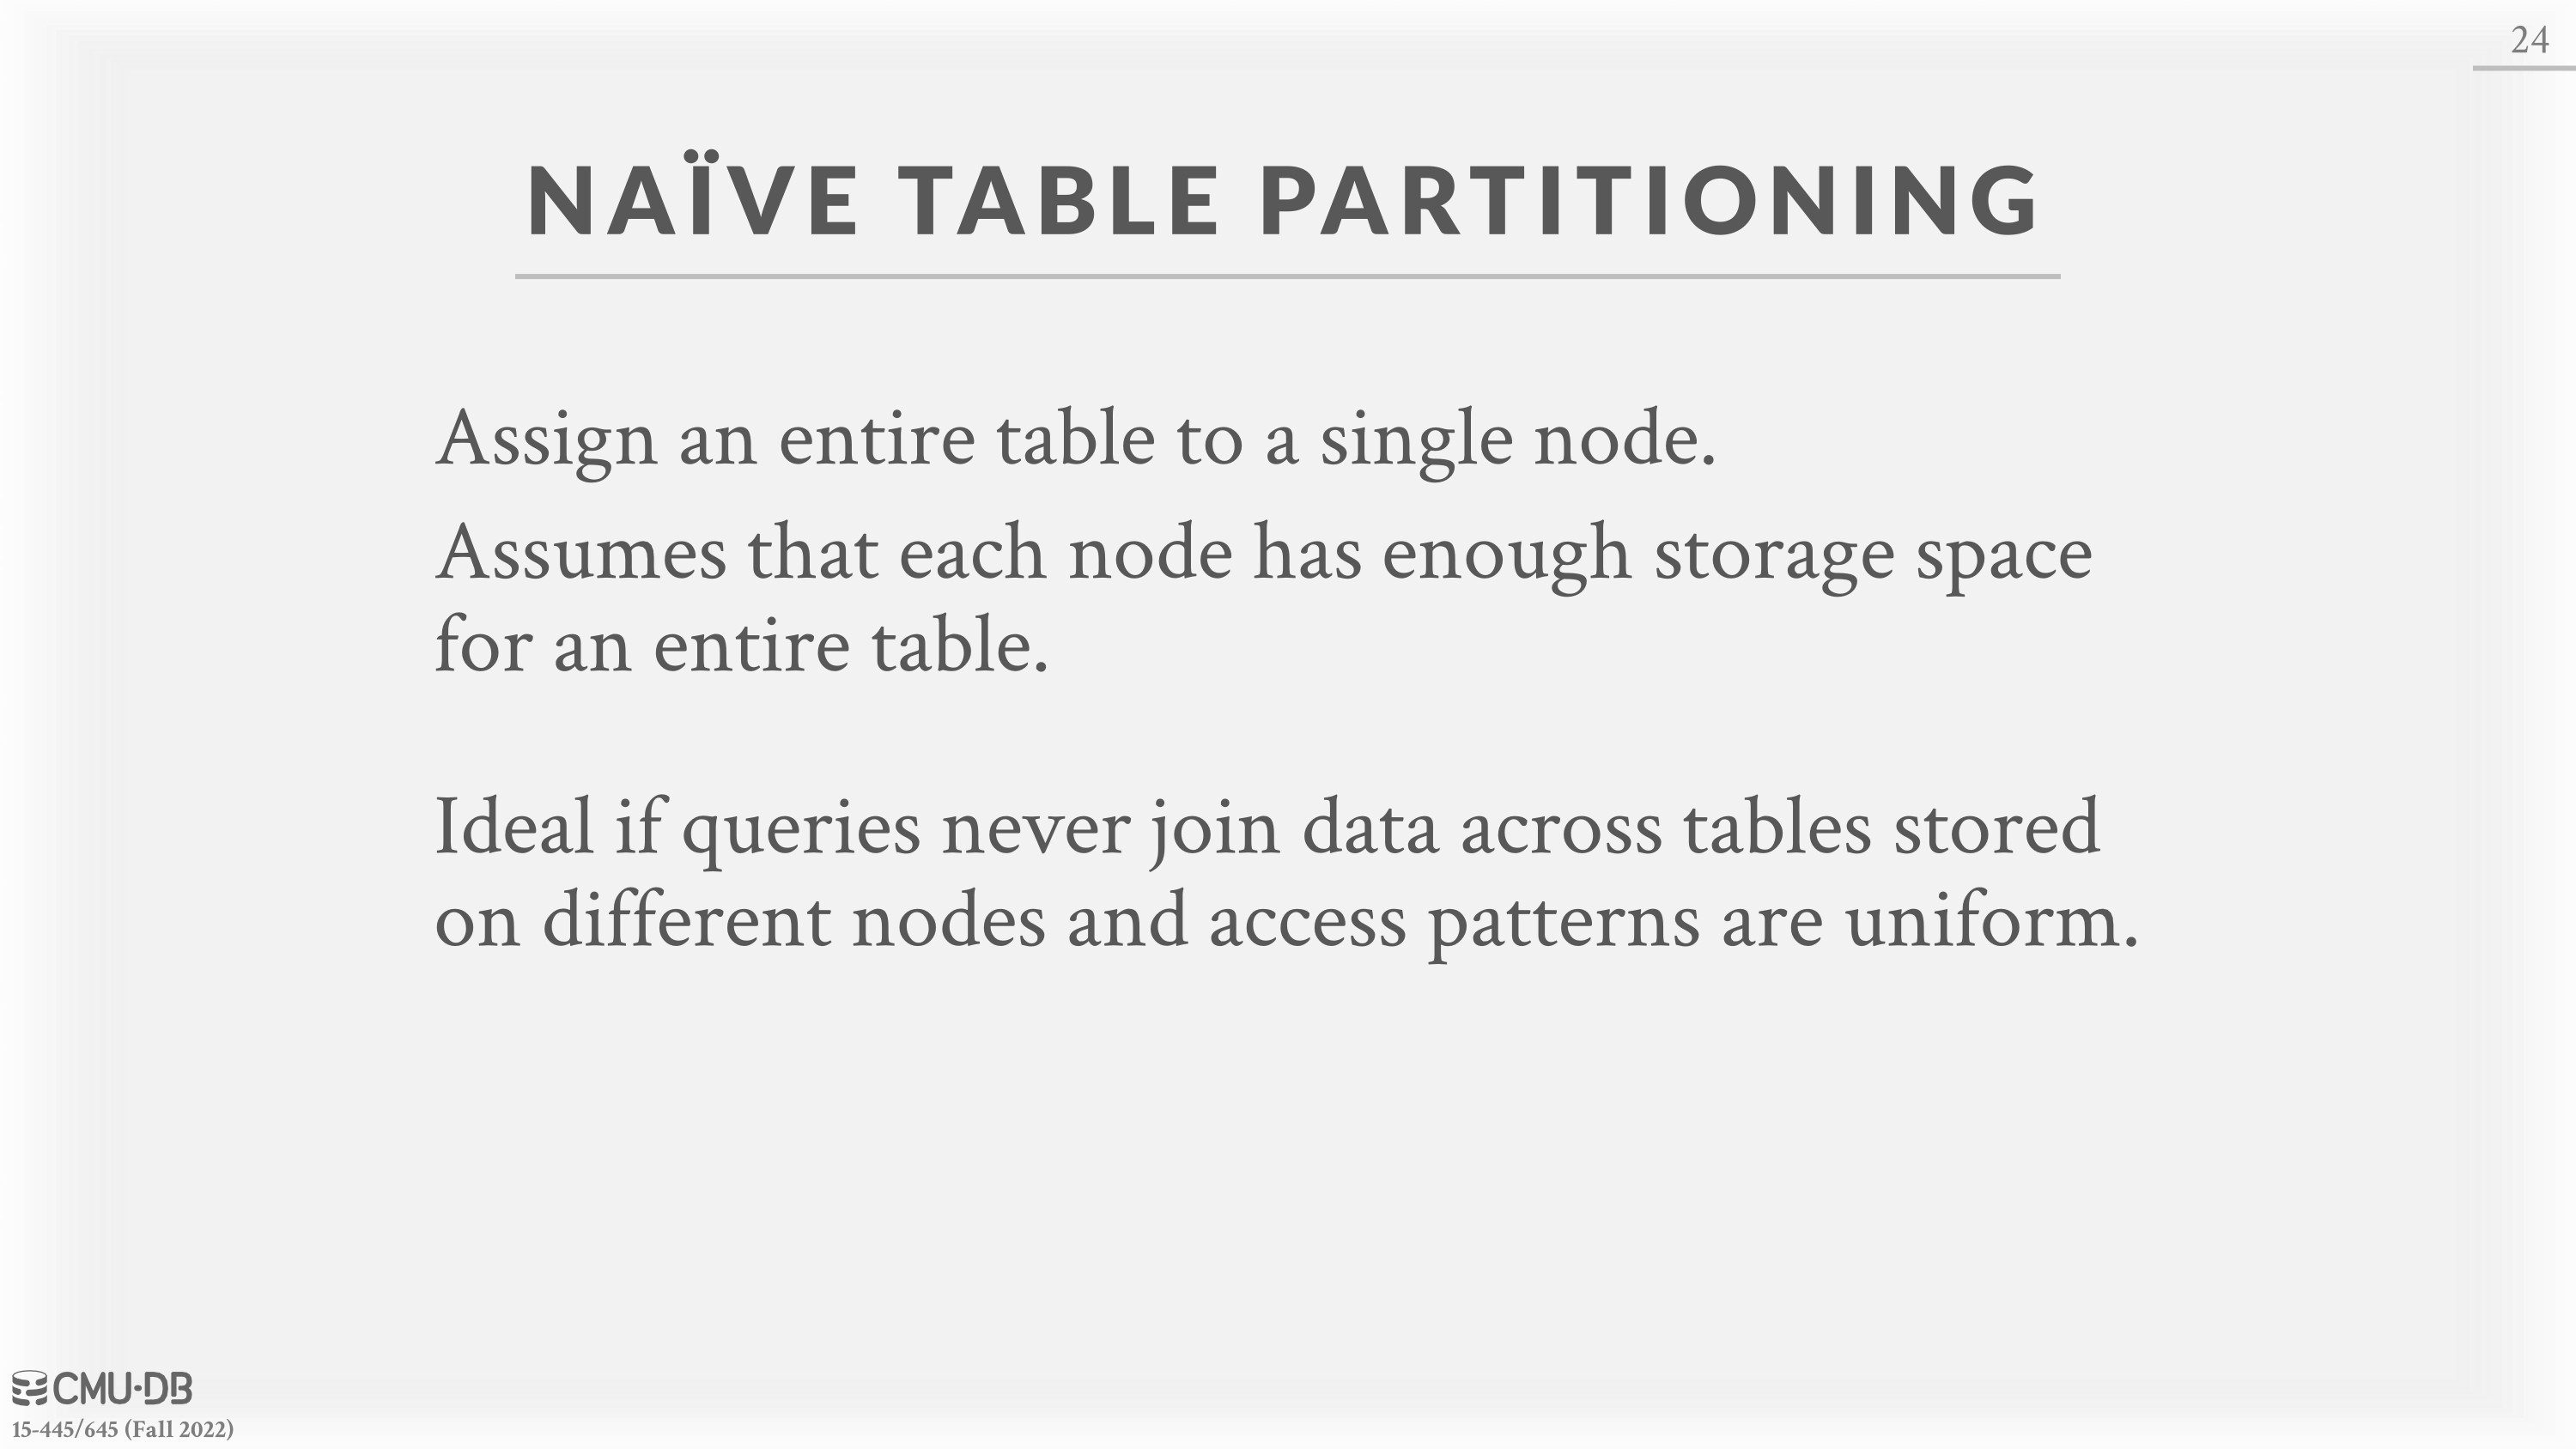 24
NAÏVE TABLE PARTITIONING
Assign an entire table to a single node.
Assumes that each node has enough storage space
for an entire table.
Ideal if queries never join data across tables stored
on different nodes and access patterns are uniform.
CMU·DB
15-445/645 (Fall 2022)